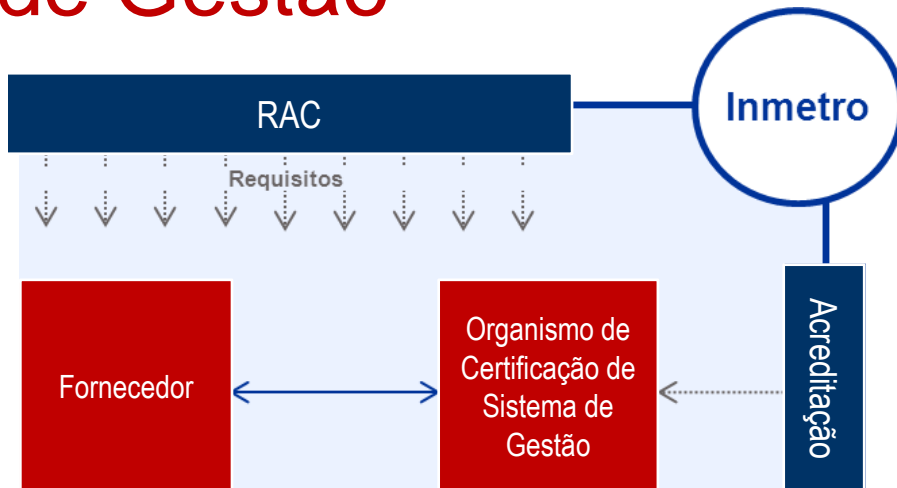 de Gestão
RAC
Inmetro
Requisitos
Fornecedor
Organismo de
Certificação de
Sistema de
Gestão
Acreditação